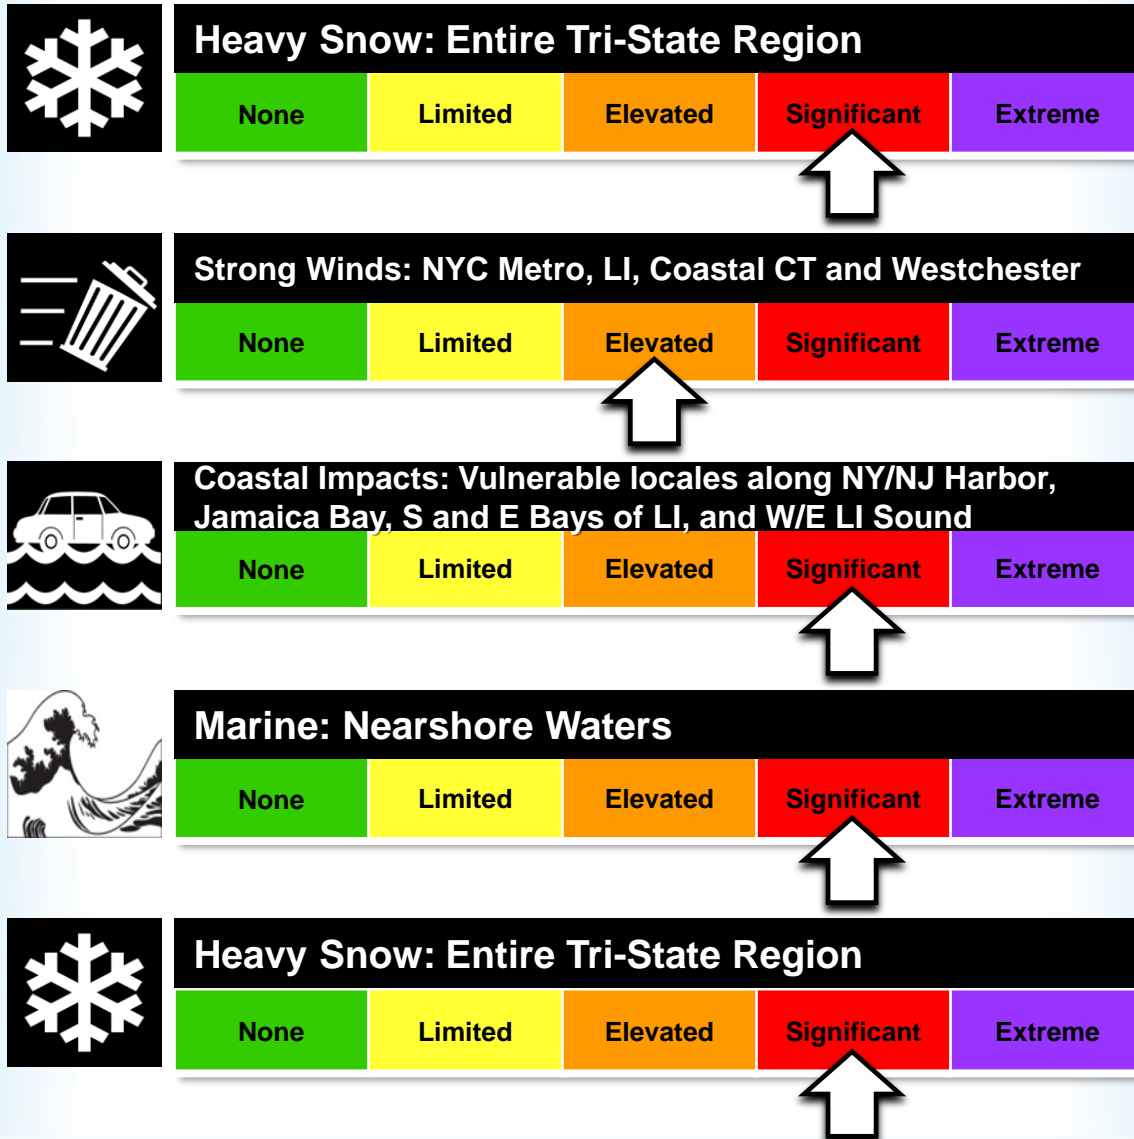 Heavy Snow: Entire Tri-State Region
None Limited Elevated Significant Extreme
Strong Winds: NYC Metro, LI, Coastal CT and Westchester
None Limited Elevated Significant Extreme
Coastal Impacts: Vulnerable locales along NY/NJ Harbor,
Jamaica Bay, S and E Bays of LI, and W/E LI Sound
None Limited Elevated Significant Extreme
Marine: Nearshore Waters
None Limited Elevated Significant Extreme
Heavy Snow: Entire Tri-State Region
None Limited Elevated Significant Extreme